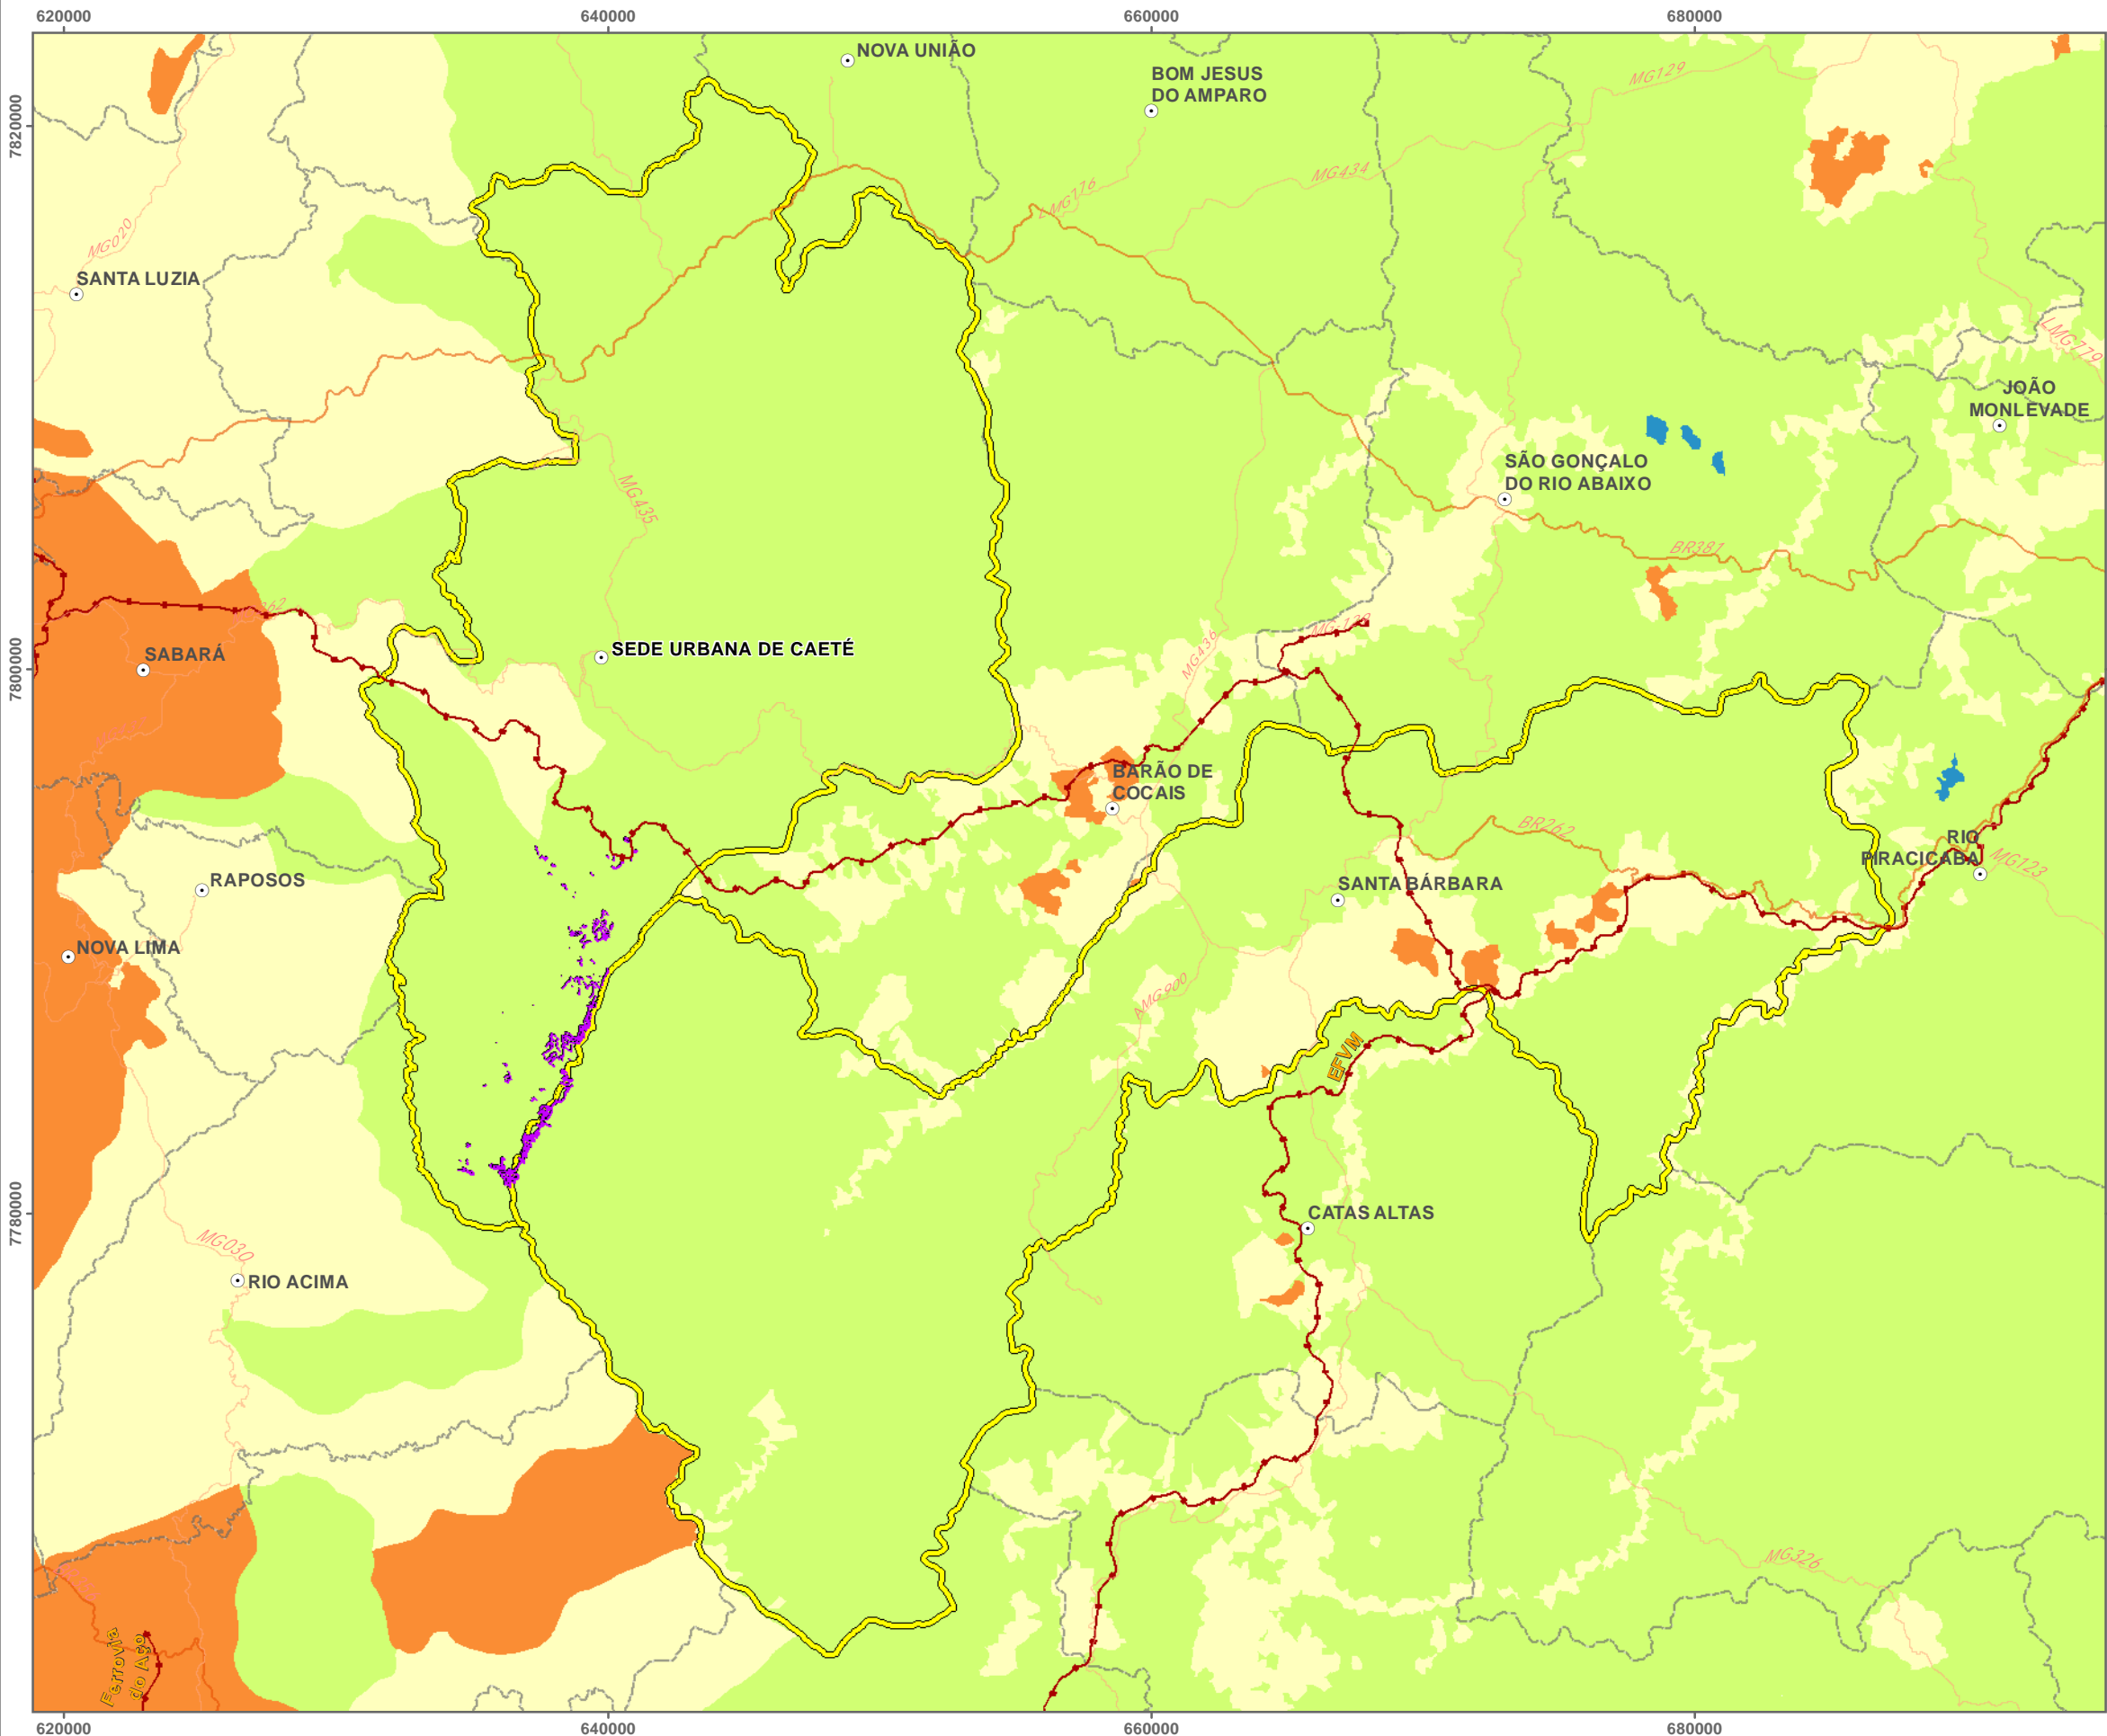 620000
640000
660000
680000
7820000
7800000
7780000
NOVA UNIÃO
BOM JESUS
DO AMPARO
MG129
MG434
LMG776
MG020
SANTA LUZIA
LMG779
JOÃO
MONLEVADE
SÃO GONÇALO
DO RIO ABAIXO
MG435
BR381
SABARÁ
SEDE URBANA DE CAETÉ
MG436
BARÃO DE
COCAIS
BR262
RIO
PIRACICABA
MG123
RAPOSOS
SANTA BÁRBARA
NOVA LIMA
AMG900
EFVM
CATAS ALTAS
MG030
RIO ACIMA
MG326
Ferrovia
do Aço
620000
640000
660000
680000